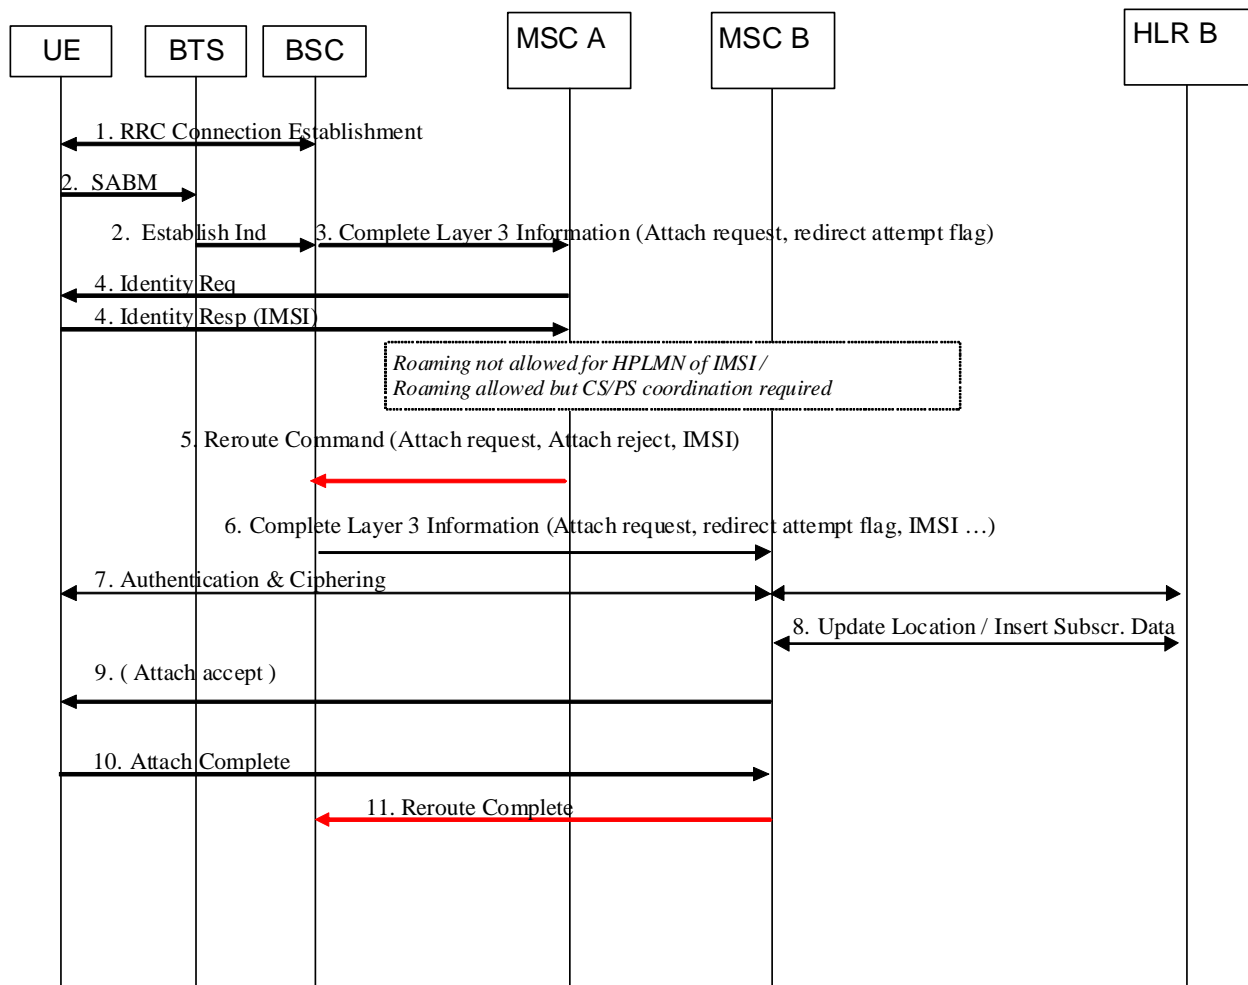 UE
BTS
BSC
MSC A
MSC B
HLR B
1. RRC Connection Establishment
2. SABM
2. Establish Ind
3. Complete Layer 3 Information (Attach request, redirect attempt flag)
4. Identity Req
4. Identity Resp (IMSI)
Roaming not allowed for HPLMN of IMSI /
Roaming allowed but CS/PS coordination required
5. Reroute Command (Attach request, Attach reject, IMSI)
6. Complete Layer 3 Information (Attach request, redirect attempt flag, IMSI …)
7. Authentication & Ciphering
8. Update Location / Insert Subscr. Data
9. ( Attach accept )
10. Attach Complete
11. Reroute Complete